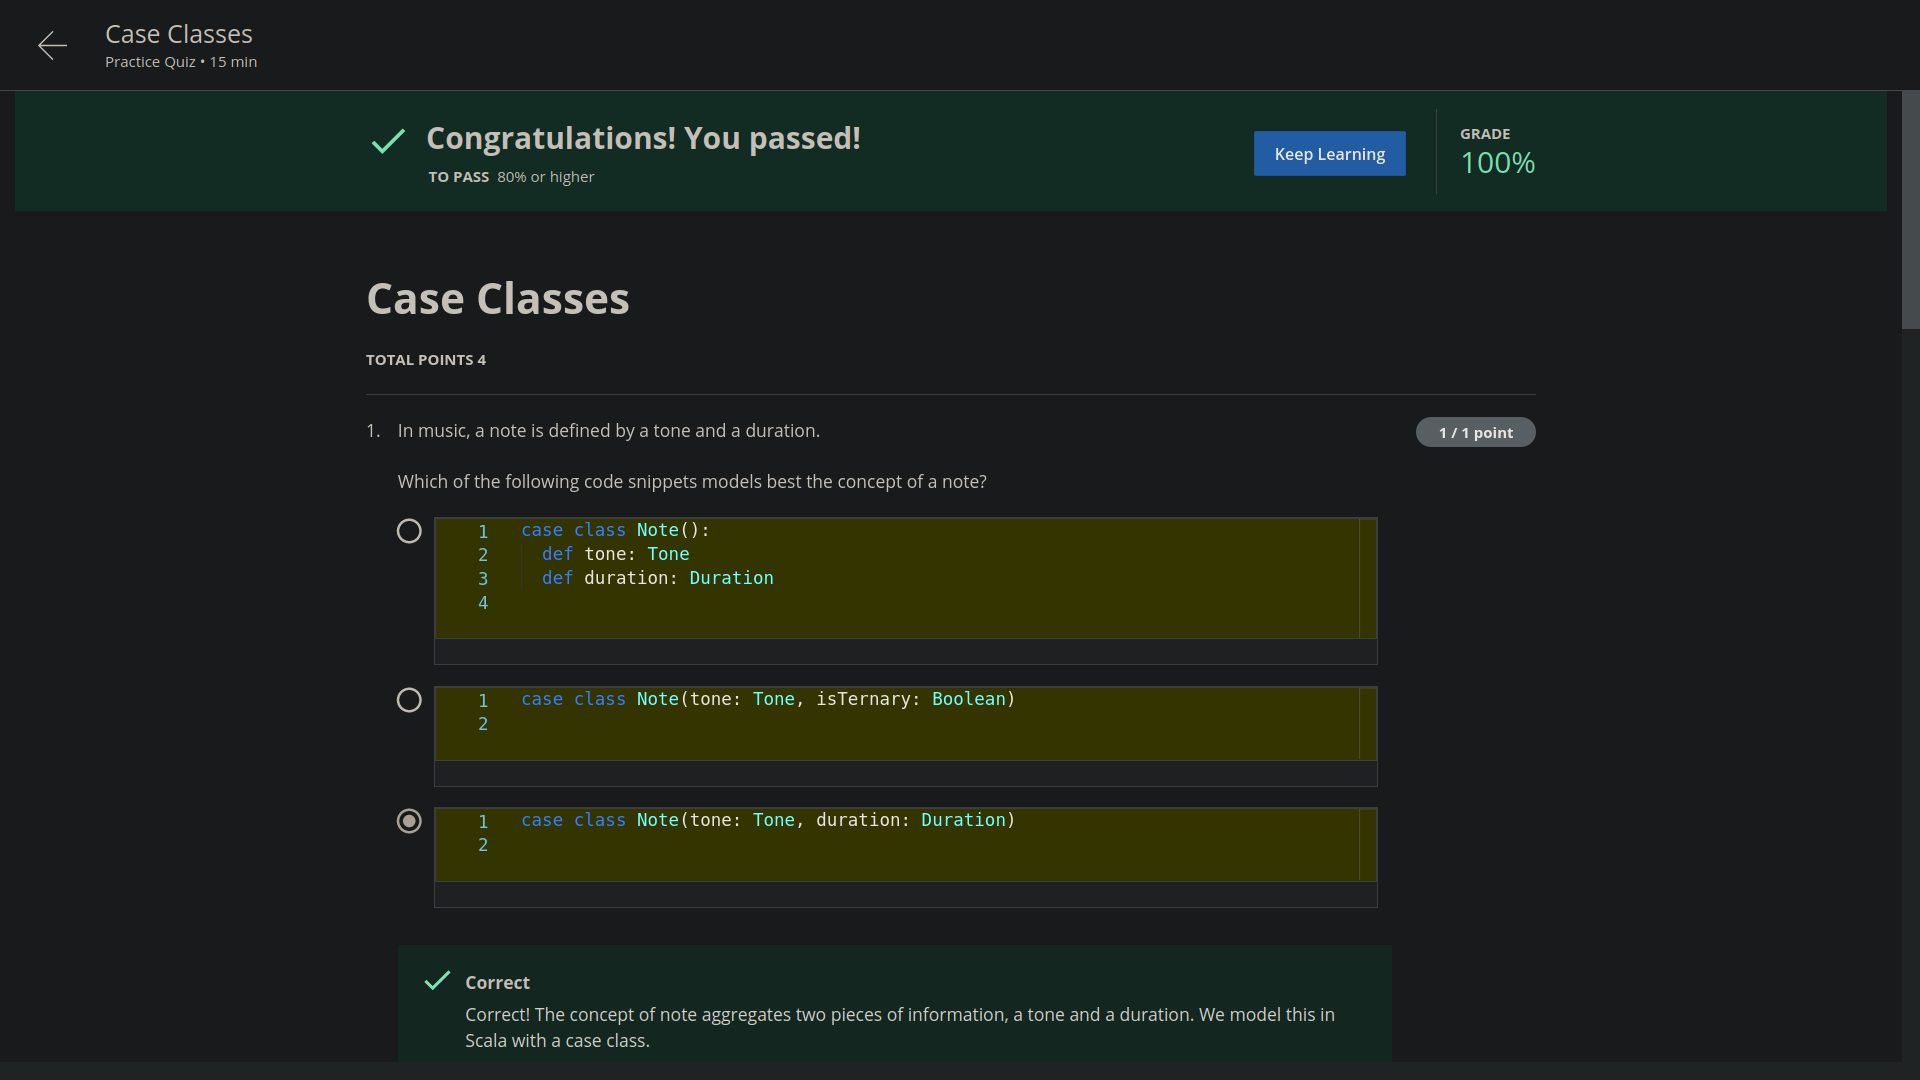 Case Classes
Practice Quiz • 15 min
Congratulations! You passed!
TO PASS 80% or higher
Keep Learning
GRADE
100%
Case Classes
TOTAL POINTS 4
1. In music, a note is defined by a tone and a duration.
1 / 1 point
Which of the following code snippets models best the concept of a note?
1 case class Note():
2   def tone: Tone
3   def duration: Duration
4
1 case class Note(tone: Tone, isTernary: Boolean)
2
1 case class Note(tone: Tone, duration: Duration)
2
Correct
Correct! The concept of note aggregates two pieces of information, a tone and a duration. We model this in
Scala with a case class.